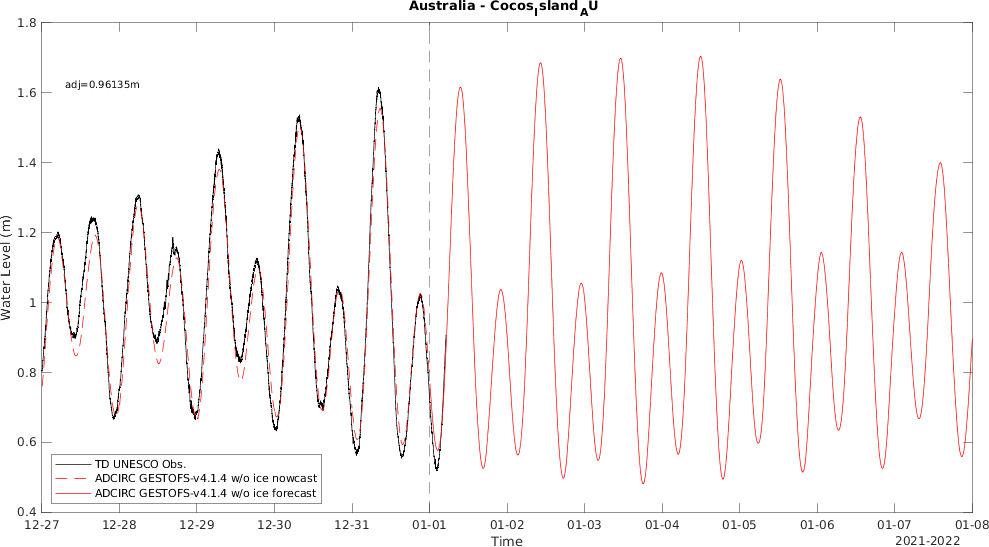 Australia - Cocos_Island_AU
1.8
adj=0.96135m
1.6
1.4
1.2
1
0.8
0.6
0.4
Water Level (m)
TD UNESCO Obs.
ADCIRC GESTOFS-v4.1.4 w/o ice nowcast
ADCIRC GESTOFS-v4.1.4 w/o ice forecast
12-27 12-28 12-29 12-30 12-31 01-01 01-02 01-03 01-04 01-05 01-06 01-07 01-08
Time
2021-2022